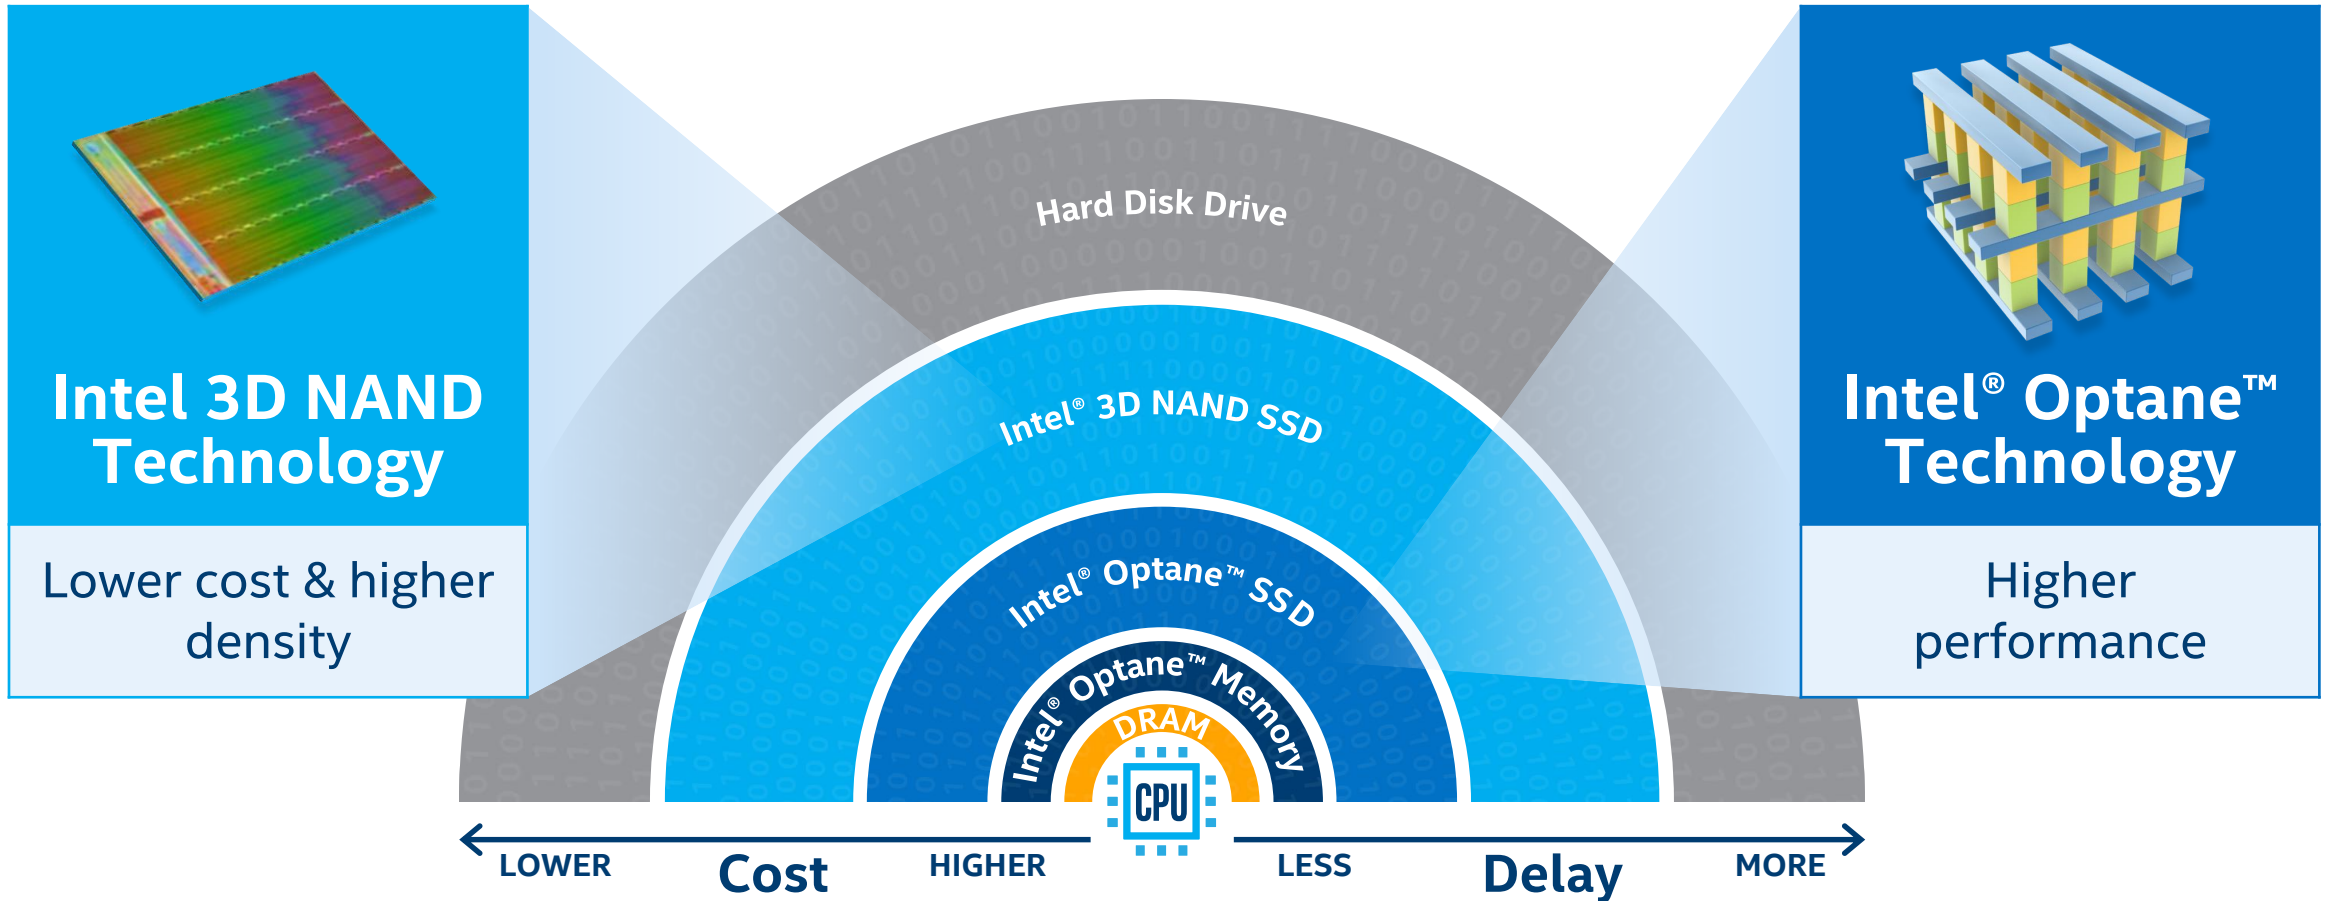 Intel 3D NAND
Technology
Lower cost & higher
density
Hard Disk Drive
Intel® 3D NAND SSD
Intel® Optane™ SSD
Intel® Optane™ Memory
DRAM
CPU
LOWER
Cost
HIGHER
LESS
Delay
MORE
Intel® Optane™
Technology
Higher
performance